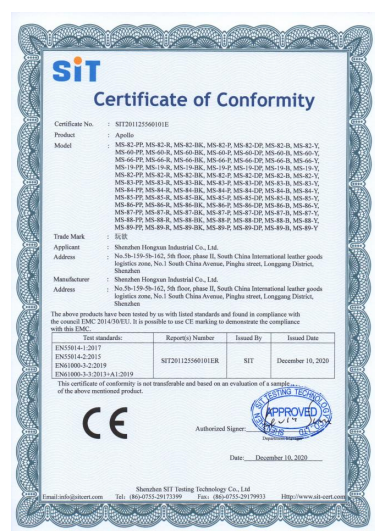 SiT
Certificate of Conformity
Certificate No. : SIT201125560101E
Product : Apollo
Model : MS-82-PP, MS-82-R, MS-82-BK, MS-82-P, MS-82-DP, MS-82-B, MS-82-Y,
MS-60-PP, MS-60-R, MS-60-BK, MS-60-P, MS-60-DP, MS-60-B, MS-60-Y,
MS-66-PP, MS-66-R, MS-66-BK, MS-66-P, MS-66-DP, MS-66-B, MS-66-Y,
MS-19-PP, MS-19-R, MS-19-BK, MS-19-P, MS-19-DP, MS-19-B, MS-19-Y,
MS-82-PP, MS-82-R, MS-82-BK, MS-82-P, MS-82-DP, MS-82-B, MS-82-Y,
MS-83-PP, MS-83-R, MS-83-BK, MS-83-P, MS-83-DP, MS-83-B, MS-83-Y,
MS-84-PP, MS-84-R, MS-84-BK, MS-84-P, MS-84-DP, MS-84-B, MS-84-Y,
MS-85-PP, MS-85-R, MS-85-BK, MS-85-P, MS-85-DP, MS-85-B, MS-85-Y,
MS-86-PP, MS-86-R, MS-86-BK, MS-86-P, MS-86-DP, MS-86-B, MS-86-Y,
MS-87-PP, MS-87-R, MS-87-BK, MS-87-P, MS-87-DP, MS-87-B, MS-87-Y,
MS-88-PP, MS-88-R, MS-88-BK, MS-88-P, MS-88-DP, MS-88-B, MS-88-Y,
MS-89-PP, MS-89-R, MS-89-BK, MS-89-P, MS-89-DP, MS-89-B, MS-89-Y
Trade Mark :
Applicant : Shenzhen Hongxun Industrial Co., Ltd.
Address : No.5b-159-5b-162, 5th floor, phase II, South China International leather goods
logistics zone, No.1 South China Avenue, Pinghu street, Longgang District,
Shenzhen
Manufacturer : Shenzhen Hongxun Industrial Co., Ltd.
Address : No.5b-159-5b-162, 5th floor, phase II, South China International leather goods
logistics zone, No.1 South China Avenue, Pinghu street, Longgang District,
Shenzhen
The above products have been tested by us with listed standards and found in compliance with
the council EMC 2014/30/EU. It is possible to use CE marking to demonstrate the compliance
with this EMC.
Test standards: Report(s) Number Issued By Issued Date
EN55014-1:2017
EN55014-2:2015
EN61000-3-2:2019
EN61000-3-3:2013+A1:2019
SIT201125560101ER SIT December 10, 2020
This certificate of conformity is not transferable and based on an evaluation of a sample
of the above mentioned product.
CE
SIT TESTING TECHNOLOGY
APPROVED
Authorized Signer:
Department Manager
Date: December 10, 2020
Shenzhen SIT Testing Technology Co., Ltd
Email:info@sitcert.com Tel: (86)-0755-29173399 Fax: (86)-0755-29179933 Http://www.sit-cert.com